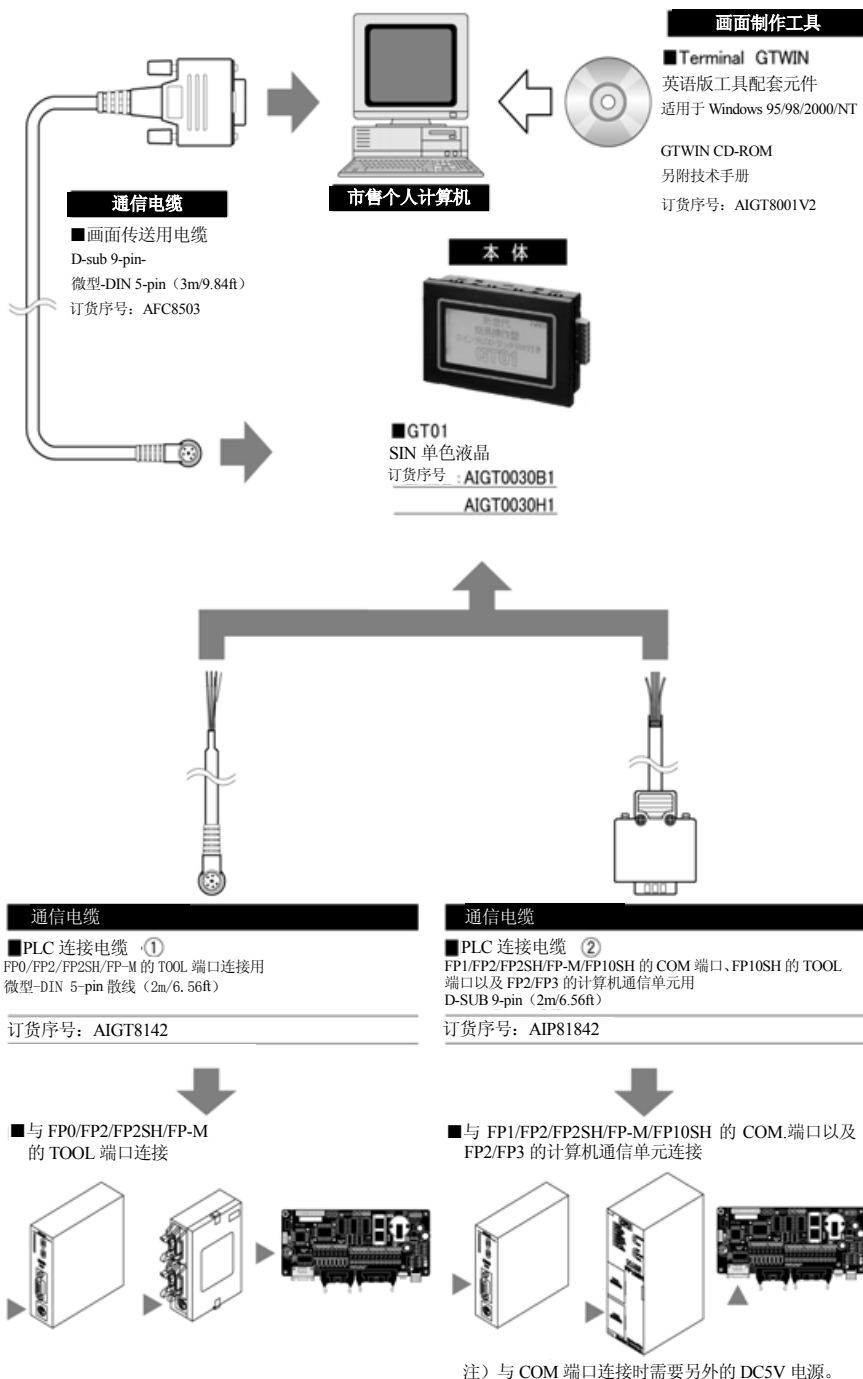 画面制作工具
■Terminal GTWIN
英语版工具配套元件
适用于 Windows 95/98/2000/NT
GTWIN CD-ROM
另附技术手册
订货序号：AIGT8001V2
市售个人计算机
通信电缆
■画面传送用电缆
D-sub 9-pin-
微型-DIN 5-pin（3m/9.84ft）
订货序号：AFC8503
本 体
GT01
■GT01
SIN 单色液晶
订货序号：AIGT0030B1
AIGT0030H1
通信电缆
■PLC 连接电缆 ①
FP0/FP2/FP2SH/FP-M 的 TOOL 端口连接用
微型-DIN 5-pin 散线（2m/6.56ft）
订货序号：AIGT8142
通信电缆
■PLC 连接电缆 ②
FP1/FP2/FP2SH/FP-M/FP10SH 的 COM 端口、FP10SH 的 TOOL
端口以及 FP2/FP3 的计算机通信单元用
D-SUB 9-pin（2m/6.56ft）
订货序号：AIP81842
■与 FP0/FP2/FP2SH/FP-M
的 TOOL 端口连接
■与 FP1/FP2/FP2SH/FP-M/FP10SH 的 COM.端口以及
FP2/FP3 的计算机通信单元连接
注）与 COM 端口连接时需要另外的 DC5V 电源。